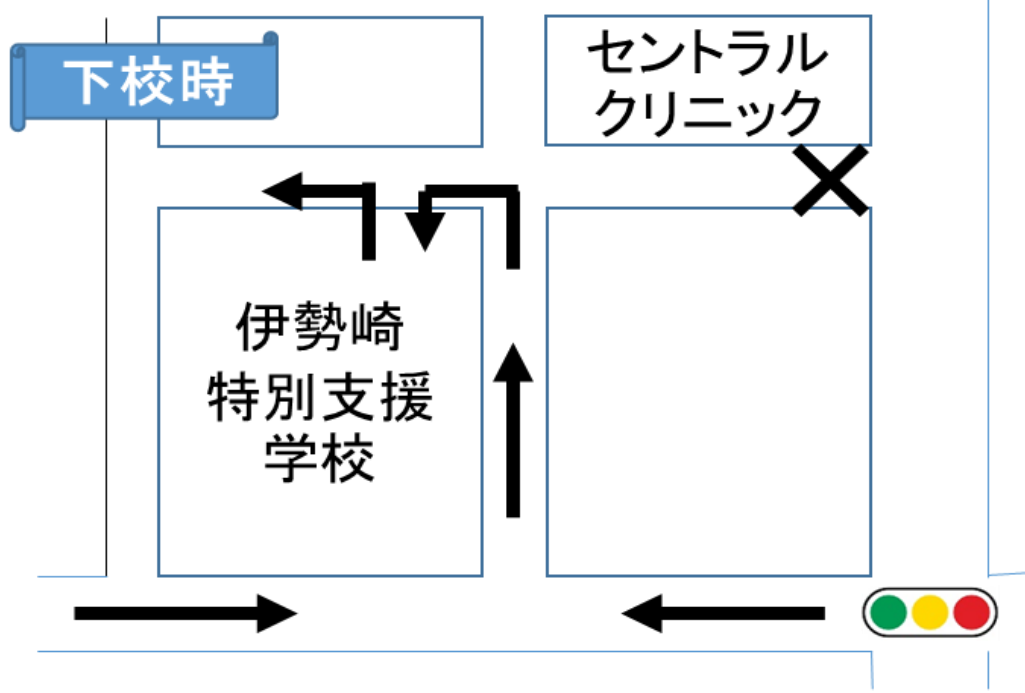 下校時
セントラル
クリニック
伊勢崎
特別支援
学校